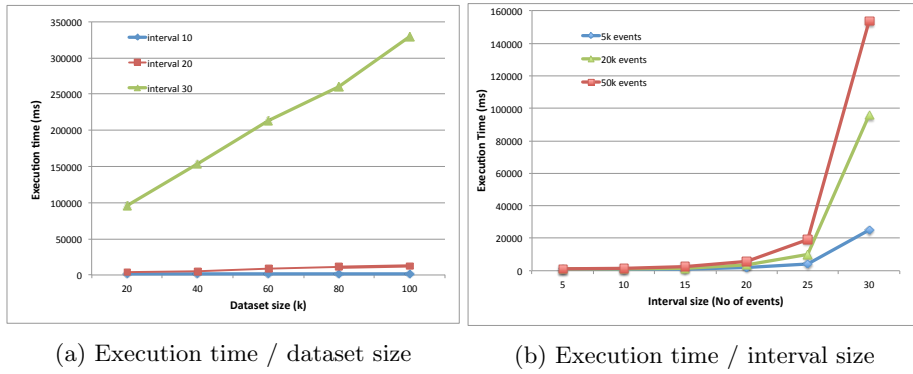 350000
300000
250000
200000
150000
100000
50000
0
Execution time (ms)
interval 10
interval 20
interval 30
20 40 60 80 100
Dataset size (k)
(a) Execution time / dataset size
160000
140000
120000
100000
80000
60000
40000
20000
0
Execution Time (ms)
5k events
20k events
50k events
5 10 15 20 25 30
Interval size (No of events)
(b) Execution time / interval size